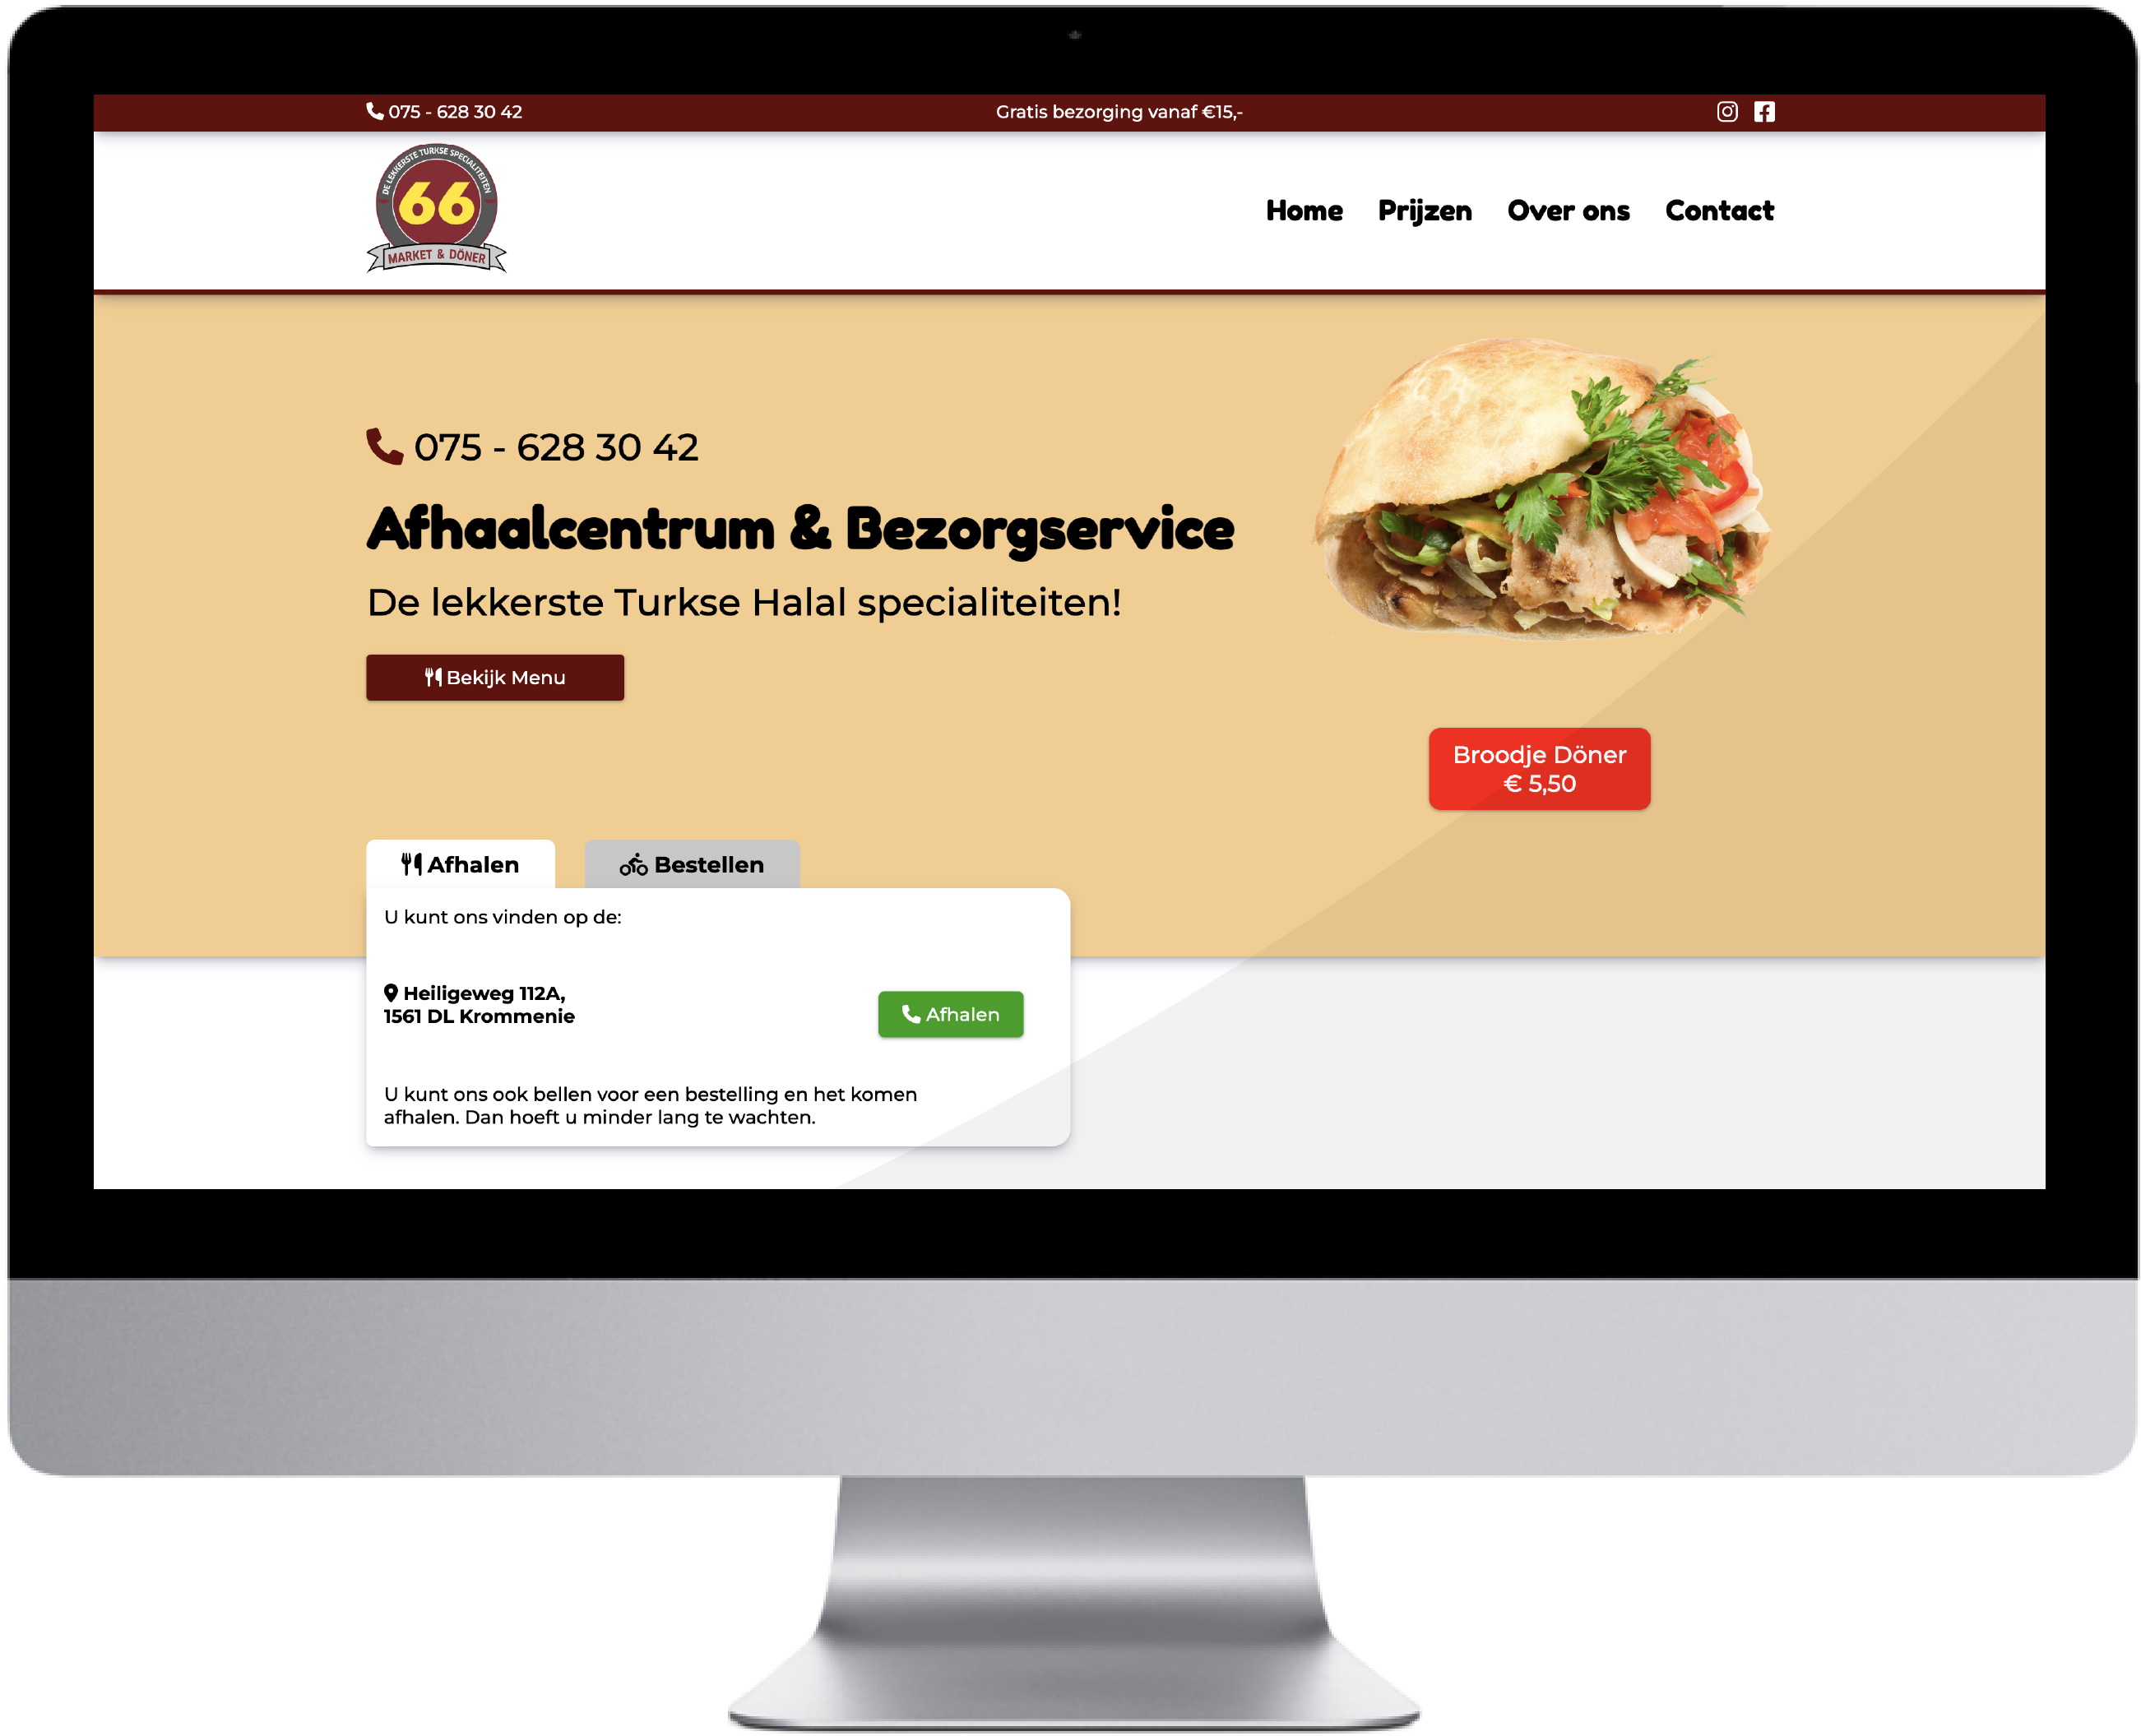 075 - 628 30 42
Gratis bezorging vanaf €15,-
DE LEKKERSTE TURKSE SPECIALITEITEN
66
MARKET & DÖNER
Home Prijzen Over ons Contact
075 - 628 30 42
Afhaalcentrum & Bezorgservice
De lekkerste Turkse Halal specialiteiten!
Bekijk Menu
Broodje Döner
€ 5,50
Afhalen
Bestellen
U kunt ons vinden op de:
Heiligeweg 112A,
1561 DL Krommenie
Afhalen
U kunt ons ook bellen voor een bestelling en het komen
afhalen. Dan hoeft u minder lang te wachten.